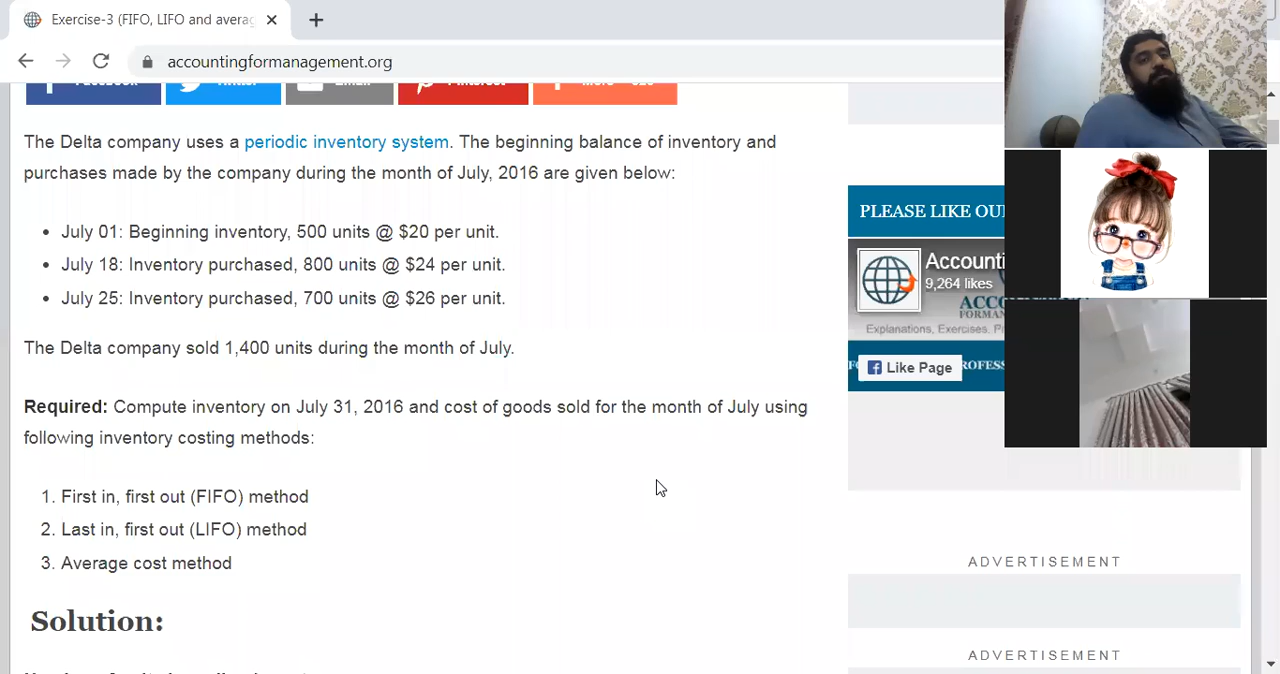 Exercise-3 (FIFO, LIFO and avera
accountingformanagement.org
The Delta company uses a periodic inventory system. The beginning balance of inventory and
purchases made by the company during the month of July, 2016 are given below:
• July 01: Beginning inventory, 500 units @ $20 per unit.
• July 18: Inventory purchased, 800 units @ $24 per unit.
• July 25: Inventory purchased, 700 units @ $26 per unit.
The Delta company sold 1,400 units during the month of July.
Required: Compute inventory on July 31, 2016 and cost of goods sold for the month of July using
following inventory costing methods:
1. First in, first out (FIFO) method
2. Last in, first out (LIFO) method
3. Average cost method
Solution:
PLEASE LIKE OU
Accounti
9,264 likes
ACCO
FORMAN
Explanations, Exercises. Pr
Like Page
ROFES
ADVERTISEMENT
ADVERTISEMENT